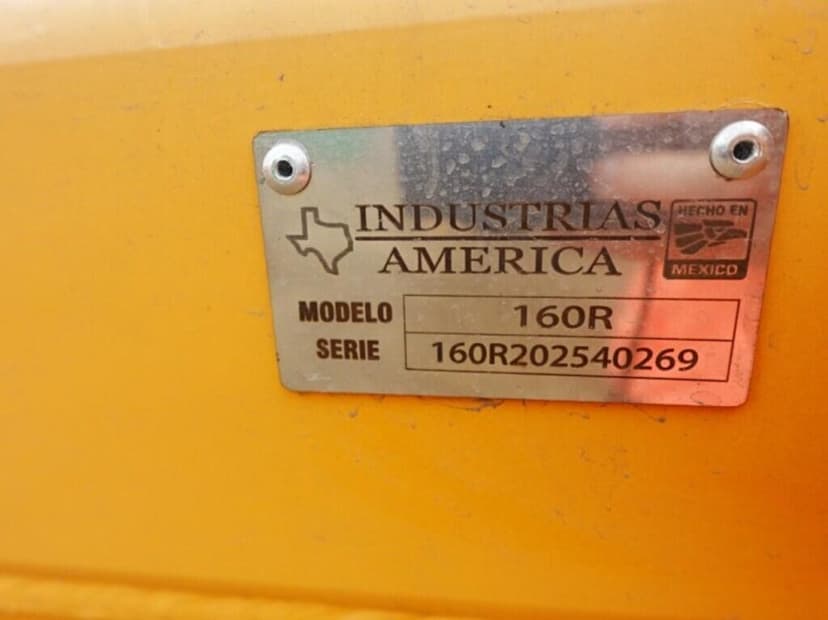 INDUSTRIAS
AMERICA
HECHO EN
MEXICO
MODELO 160R
SERIE 160R202540269